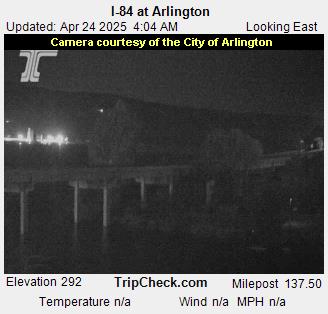 I-84 at Arlington
Updated: Apr 24 2025 4:04 AM Looking East
Camera courtesy of the City of Arlington
Elevation 292 TripCheck.com Milepost 137.50
Temperature n/a Wind n/a MPH n/a